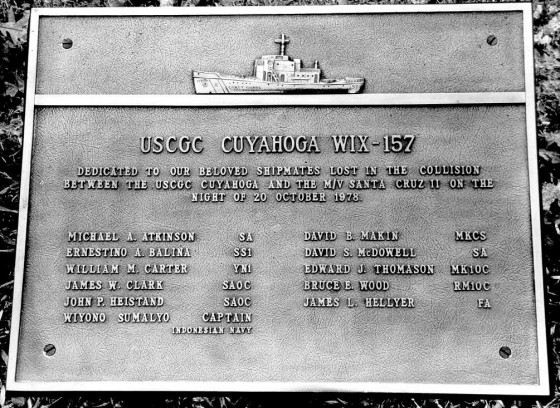 USCGC CUYAHOGA WIX-157
DEDICATED TO OUR BELOVED SHIPMATES LOST IN THE COLLISION
BETWEEN THE USCGC CUYAHOGA AND THE M/V SANTA CRUZ II ON THE
NIGHT OF 20 OCTOBER 1978.
MICHAEL A. ATKINSON SA
ERNESTINO A. BALINA SS1
WILLIAM M. CARTER YN1
JAMES W. CLARK SAOC
JOHN P. HEISTAND SAOC
WIYONO SUMALYO CAPTAIN
INDONESIAN NAVY
DAVID B. MAKIN MKCS
DAVID S. McDOWELL SA
EDWARD J. THOMASON MK1OC
BRUCE E. WOOD RM1OC
JAMES L. HELLYER FA